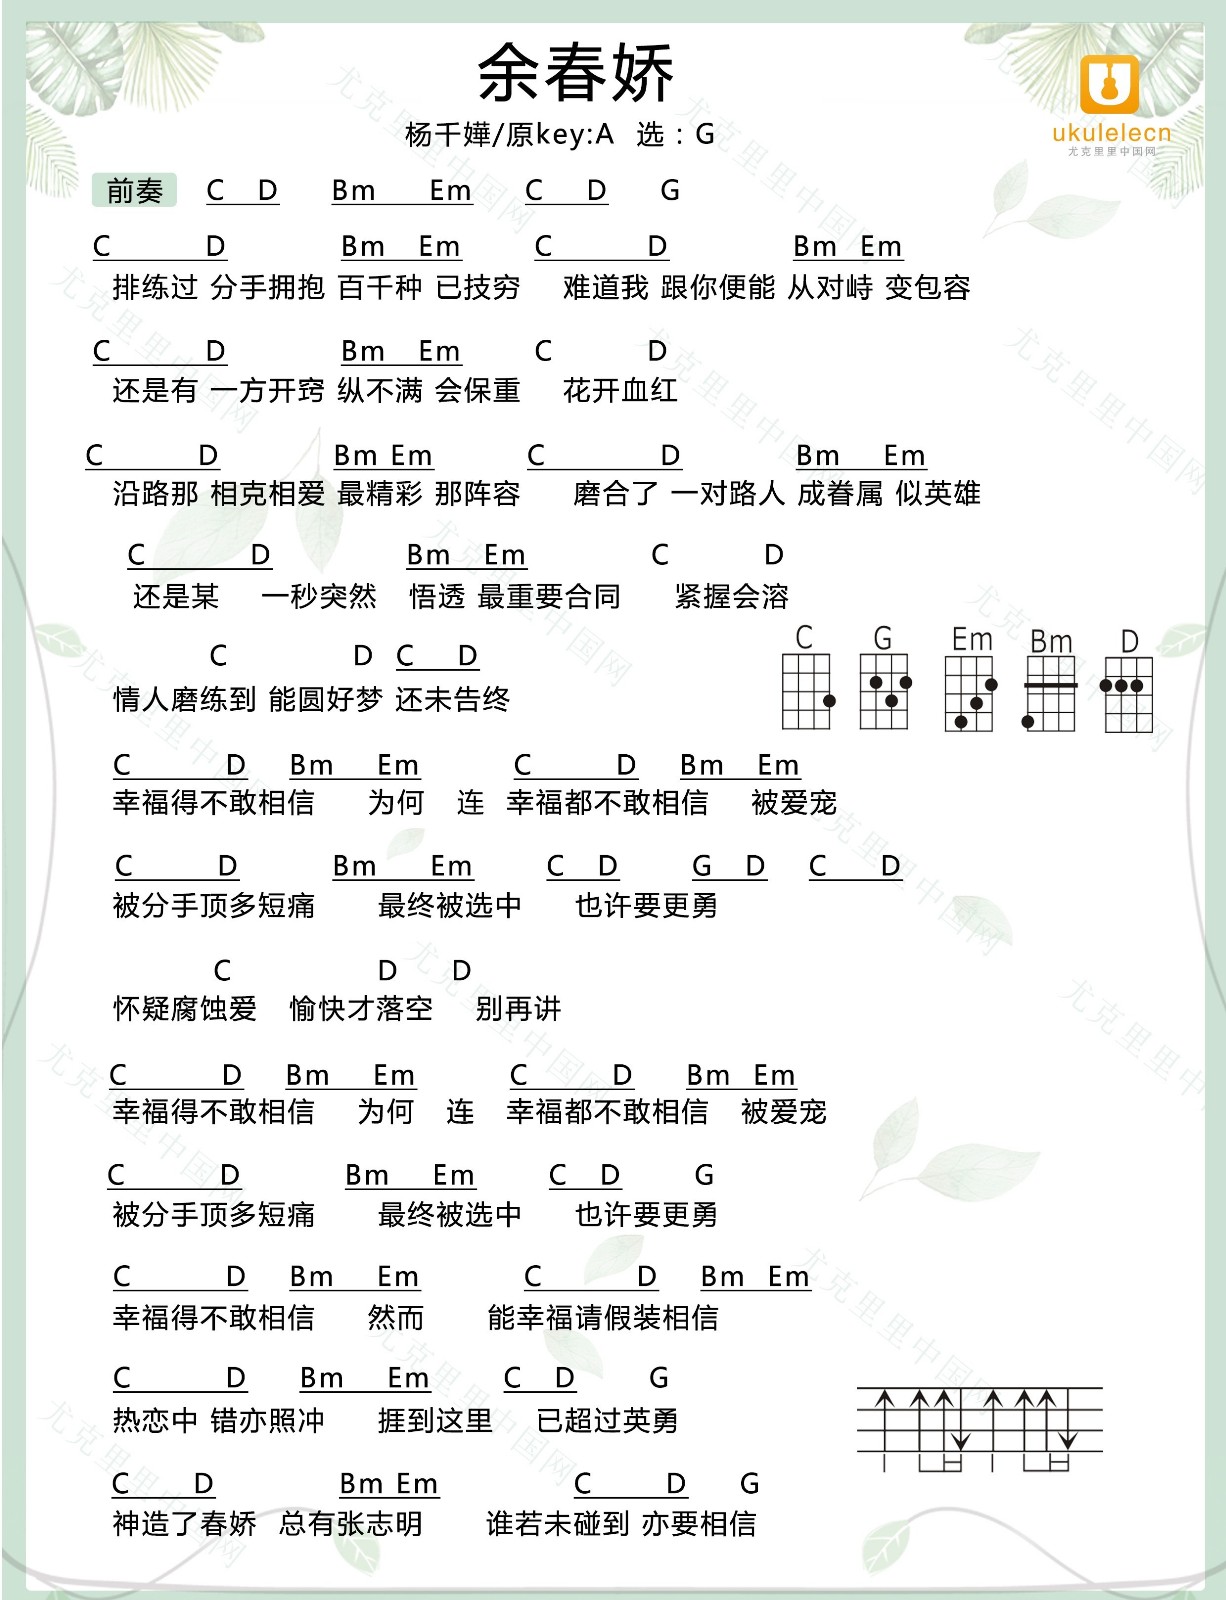 余春娇
杨千嬅/原key:A 选：G
ukulelecn
尤克里里中国网
前奏 C D Bm Em C D G
C D Bm Em C D Bm Em
排练过 分手拥抱 百千种 已技穷 难道我 跟你便能 从对峙 变包容
C D Bm Em C D
还是有 一方开窍 纵不满 会保重 花开血红
C D Bm Em C D Bm Em
沿路那 相克相爱 最精彩 那阵容 磨合了 一对路人 成眷属 似英雄
C D Bm Em C D
还是某 一秒突然 悟透 最重要合同 紧握会溶
C D C D
情人磨练到 能圆好梦 还未告终
C G Em Bm D
C D Bm Em C D Bm Em
幸福得不敢相信 为何 连 幸福都不敢相信 被爱宠
C D Bm Em C D G D C D
被分手顶多短痛 最终被选中 也许要更勇
C D D
怀疑腐蚀爱 愉快才落空 别再讲
C D Bm Em C D Bm Em
幸福得不敢相信 为何 连 幸福都不敢相信 被爱宠
C D Bm Em C D G
被分手顶多短痛 最终被选中 也许要更勇
C D Bm Em C D Bm Em
幸福得不敢相信 然而 能幸福请假装相信
C D Bm Em C D G
热恋中 错亦照冲 捱到这里 已超过英勇
C D Bm Em C D G
神造了春娇 总有张志明 谁若未碰到 亦要相信